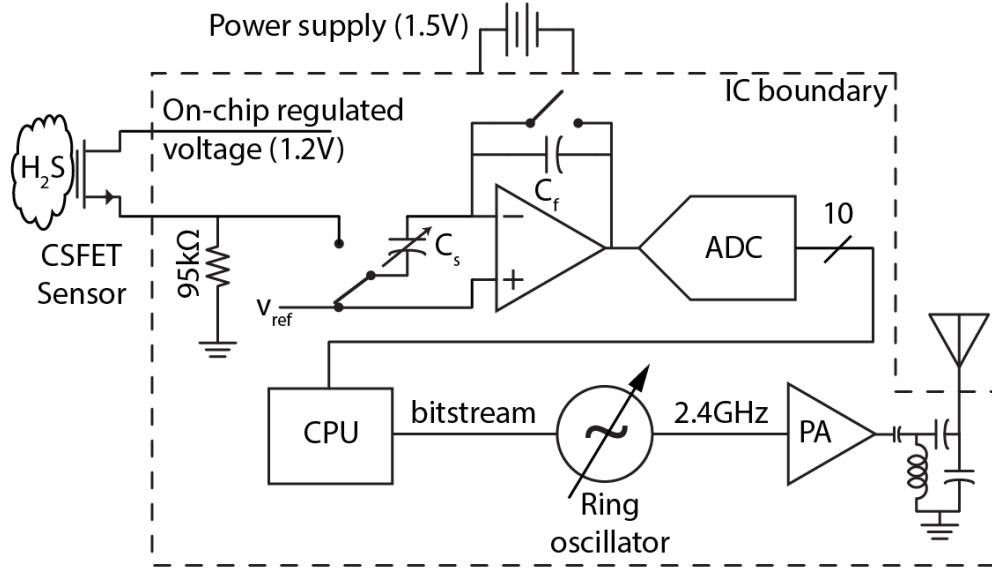 Power supply (1.5V)
IC boundary
On-chip regulated
voltage (1.2V)
H₂S
CSFET
Sensor
95kΩ
Cf
Cs
−
+
vref
ADC
10
CPU
bitstream
~
2.4GHz
PA
Ring
oscillator